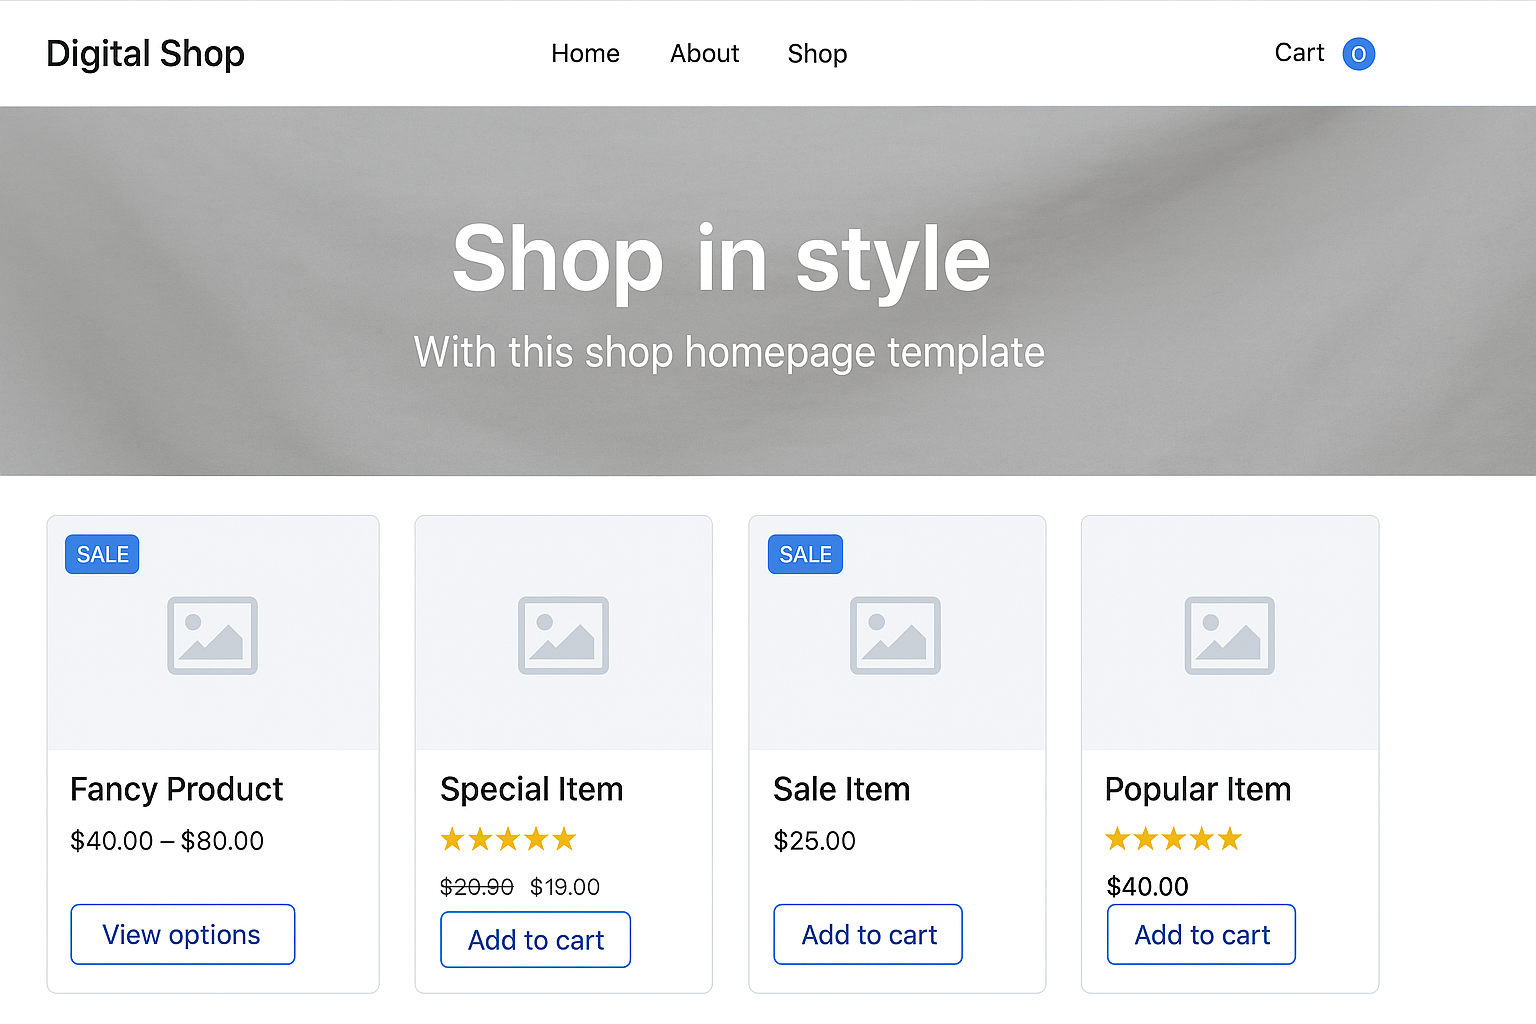 Digital Shop
Home About Shop
Cart 0
Shop in style
With this shop homepage template
SALE
Fancy Product
$40.00 – $80.00
View options
Special Item
★★★★★
$20.90 $19.00
Add to cart
SALE
Sale Item
$25.00
Add to cart
Popular Item
★★★★★
$40.00
Add to cart